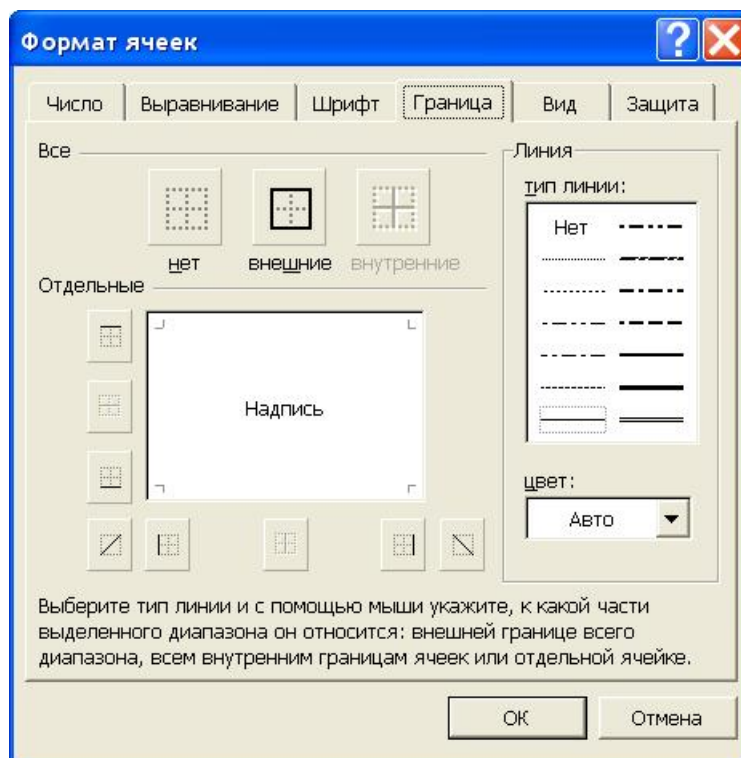 Формат ячеек
Число Выравнивание Шрифт Граница Вид Защита
Все
нет внешние внутренние
Отдельные
Надпись
Линия
тип линии:
Нет
цвет:
Авто
Выберите тип линии и с помощью мыши укажите, к какой части
выделенного диапазона он относится: внешней границе всего
диапазона, всем внутренним границам ячеек или отдельной ячейке.
ОК Отмена